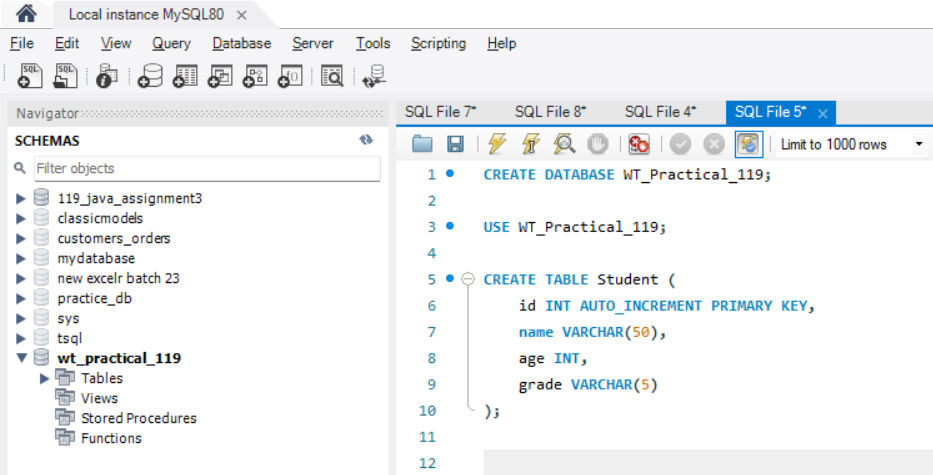 Local instance MySQL80 ×
File Edit View Query Database Server Tools Scripting Help
Navigator
SCHEMAS
Filter objects
119_java_assignment3
classicmodels
customers_orders
mydatabase
new excelr batch 23
practice_db
sys
tsql
wt_practical_119
Tables
Views
Stored Procedures
Functions
SQL File 7* SQL File 8* SQL File 4* SQL File 5* ×
Limit to 1000 rows
1 CREATE DATABASE WT_Practical_119;
2
3 USE WT_Practical_119;
4
5 CREATE TABLE Student (
6 id INT AUTO_INCREMENT PRIMARY KEY,
7 name VARCHAR(50),
8 age INT,
9 grade VARCHAR(5)
10 );
11
12